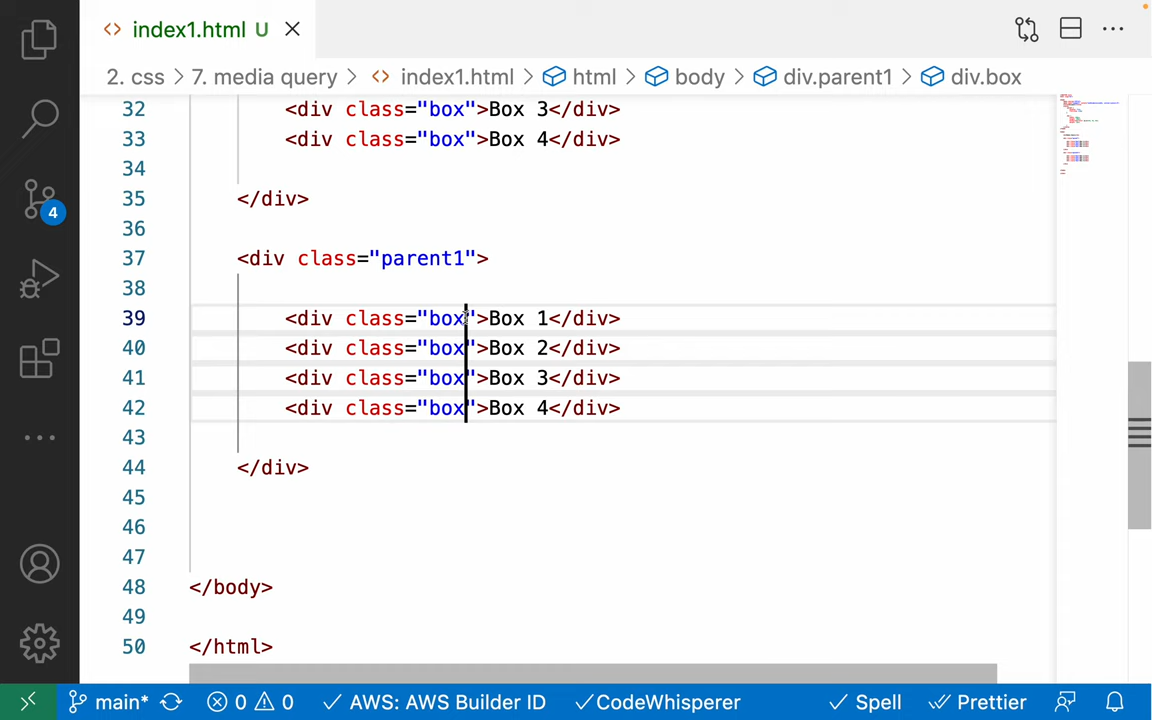 index1.html U
2. css > 7. media query > index1.html > html > body > div.parent1 > div.box
32 <div class="box">Box 3</div>
33 <div class="box">Box 4</div>
34
35 </div>
36
37 <div class="parent1">
38
39 <div class="box">Box 1</div>
40 <div class="box">Box 2</div>
41 <div class="box">Box 3</div>
42 <div class="box">Box 4</div>
43
44 </div>
45
46
47
48 </body>
49
50 </html>
4
main* 0 0 AWS: AWS Builder ID CodeWhisperer Spell Prettier